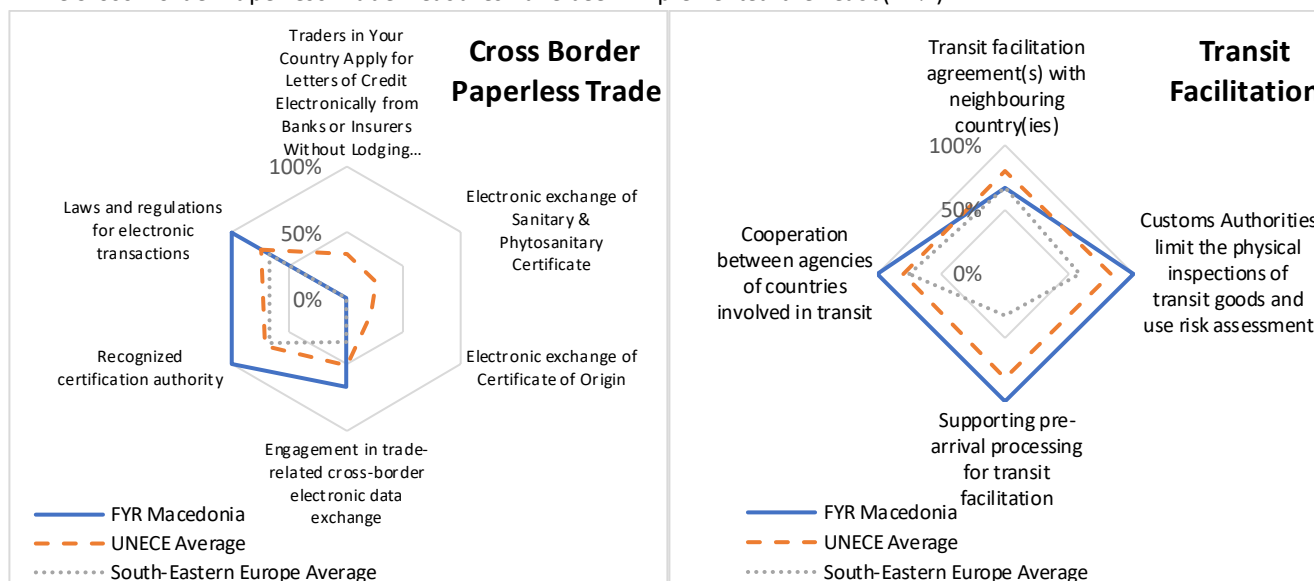 Cross Border
Paperless Trade
Traders in Your
Country Apply for
Letters of Credit
Electronically from
Banks or Insurers
Without Lodging…
100%
50%
0%
Electronic exchange of
Sanitary &
Phytosanitary
Certificate
Electronic exchange of
Certificate of Origin
Engagement in trade-
related cross-border
electronic data
exchange
Recognized
certification authority
Laws and regulations
for electronic
transactions
FYR Macedonia
UNECE Average
South-Eastern Europe Average
Transit
Facilitation
Transit facilitation
agreement(s) with
neighbouring
country(ies)
100%
50%
0%
Customs Authorities
limit the physical
inspections of
transit goods and
use risk assessment
Supporting pre-
arrival processing
for transit
facilitation
Cooperation
between agencies
of countries
involved in transit
FYR Macedonia
UNECE Average
South-Eastern Europe Average